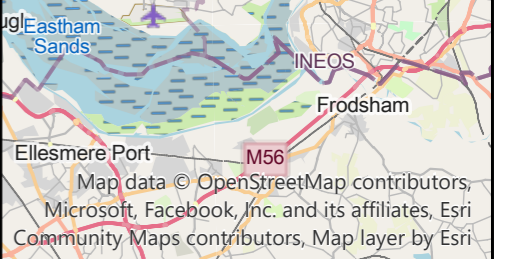 Eastham
Sands
INEOS
Frodsham
Ellesmere Port
M56
Map data © OpenStreetMap contributors,
Microsoft, Facebook, Inc. and its affiliates, Esri
Community Maps contributors, Map layer by Esri